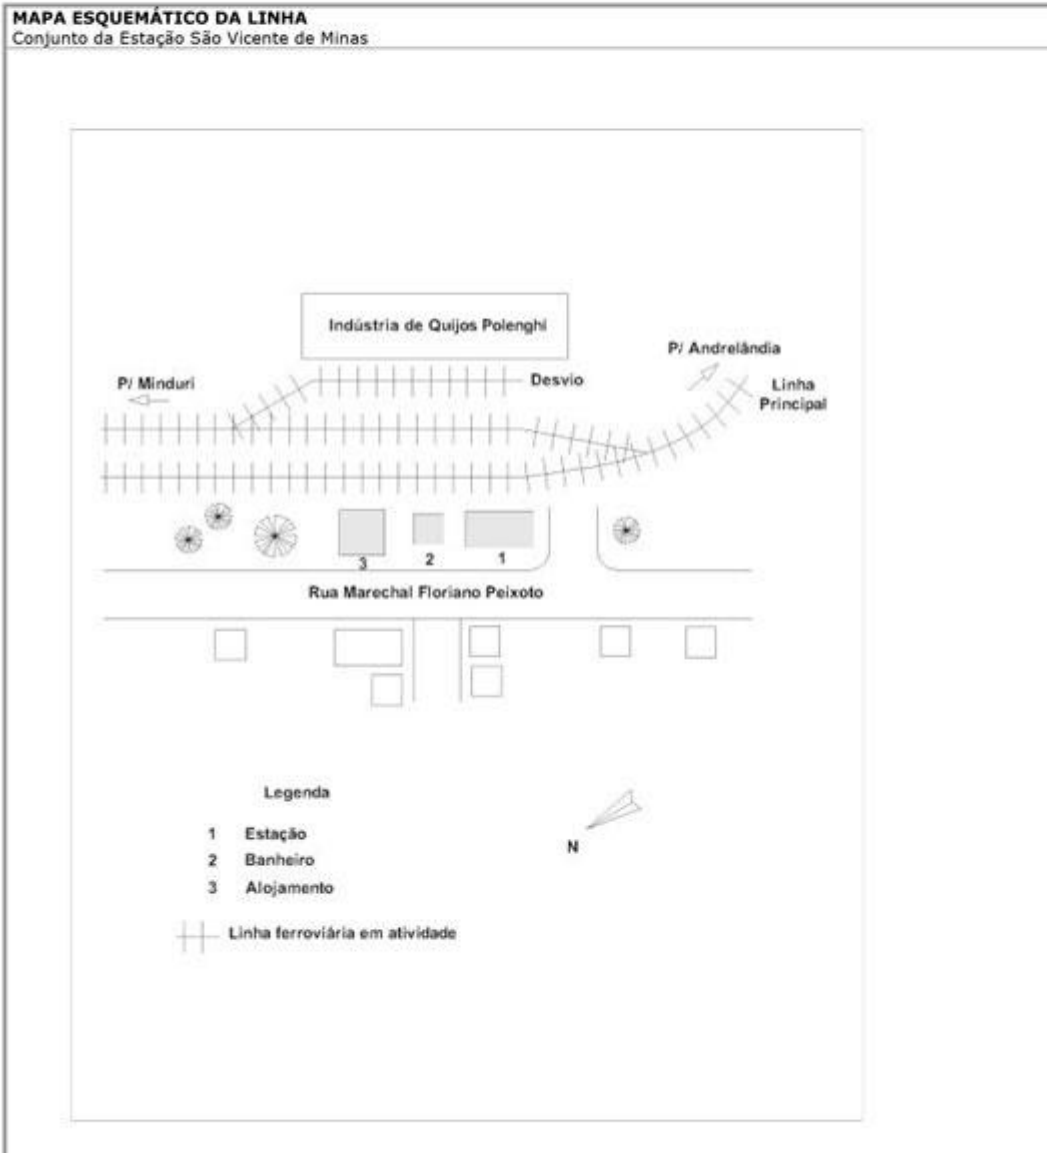 MAPA ESQUEMÁTICO DA LINHA
Conjunto da Estação São Vicente de Minas
Indústria de Quijos Polenghi
P/ Andrelândia
P/ Minduri
Desvio
Linha
Principal
3
2
1
Rua Marechal Floriano Peixoto
Legenda
1 Estação
2 Banheiro
3 Alojamento
N
Linha ferroviária em atividade